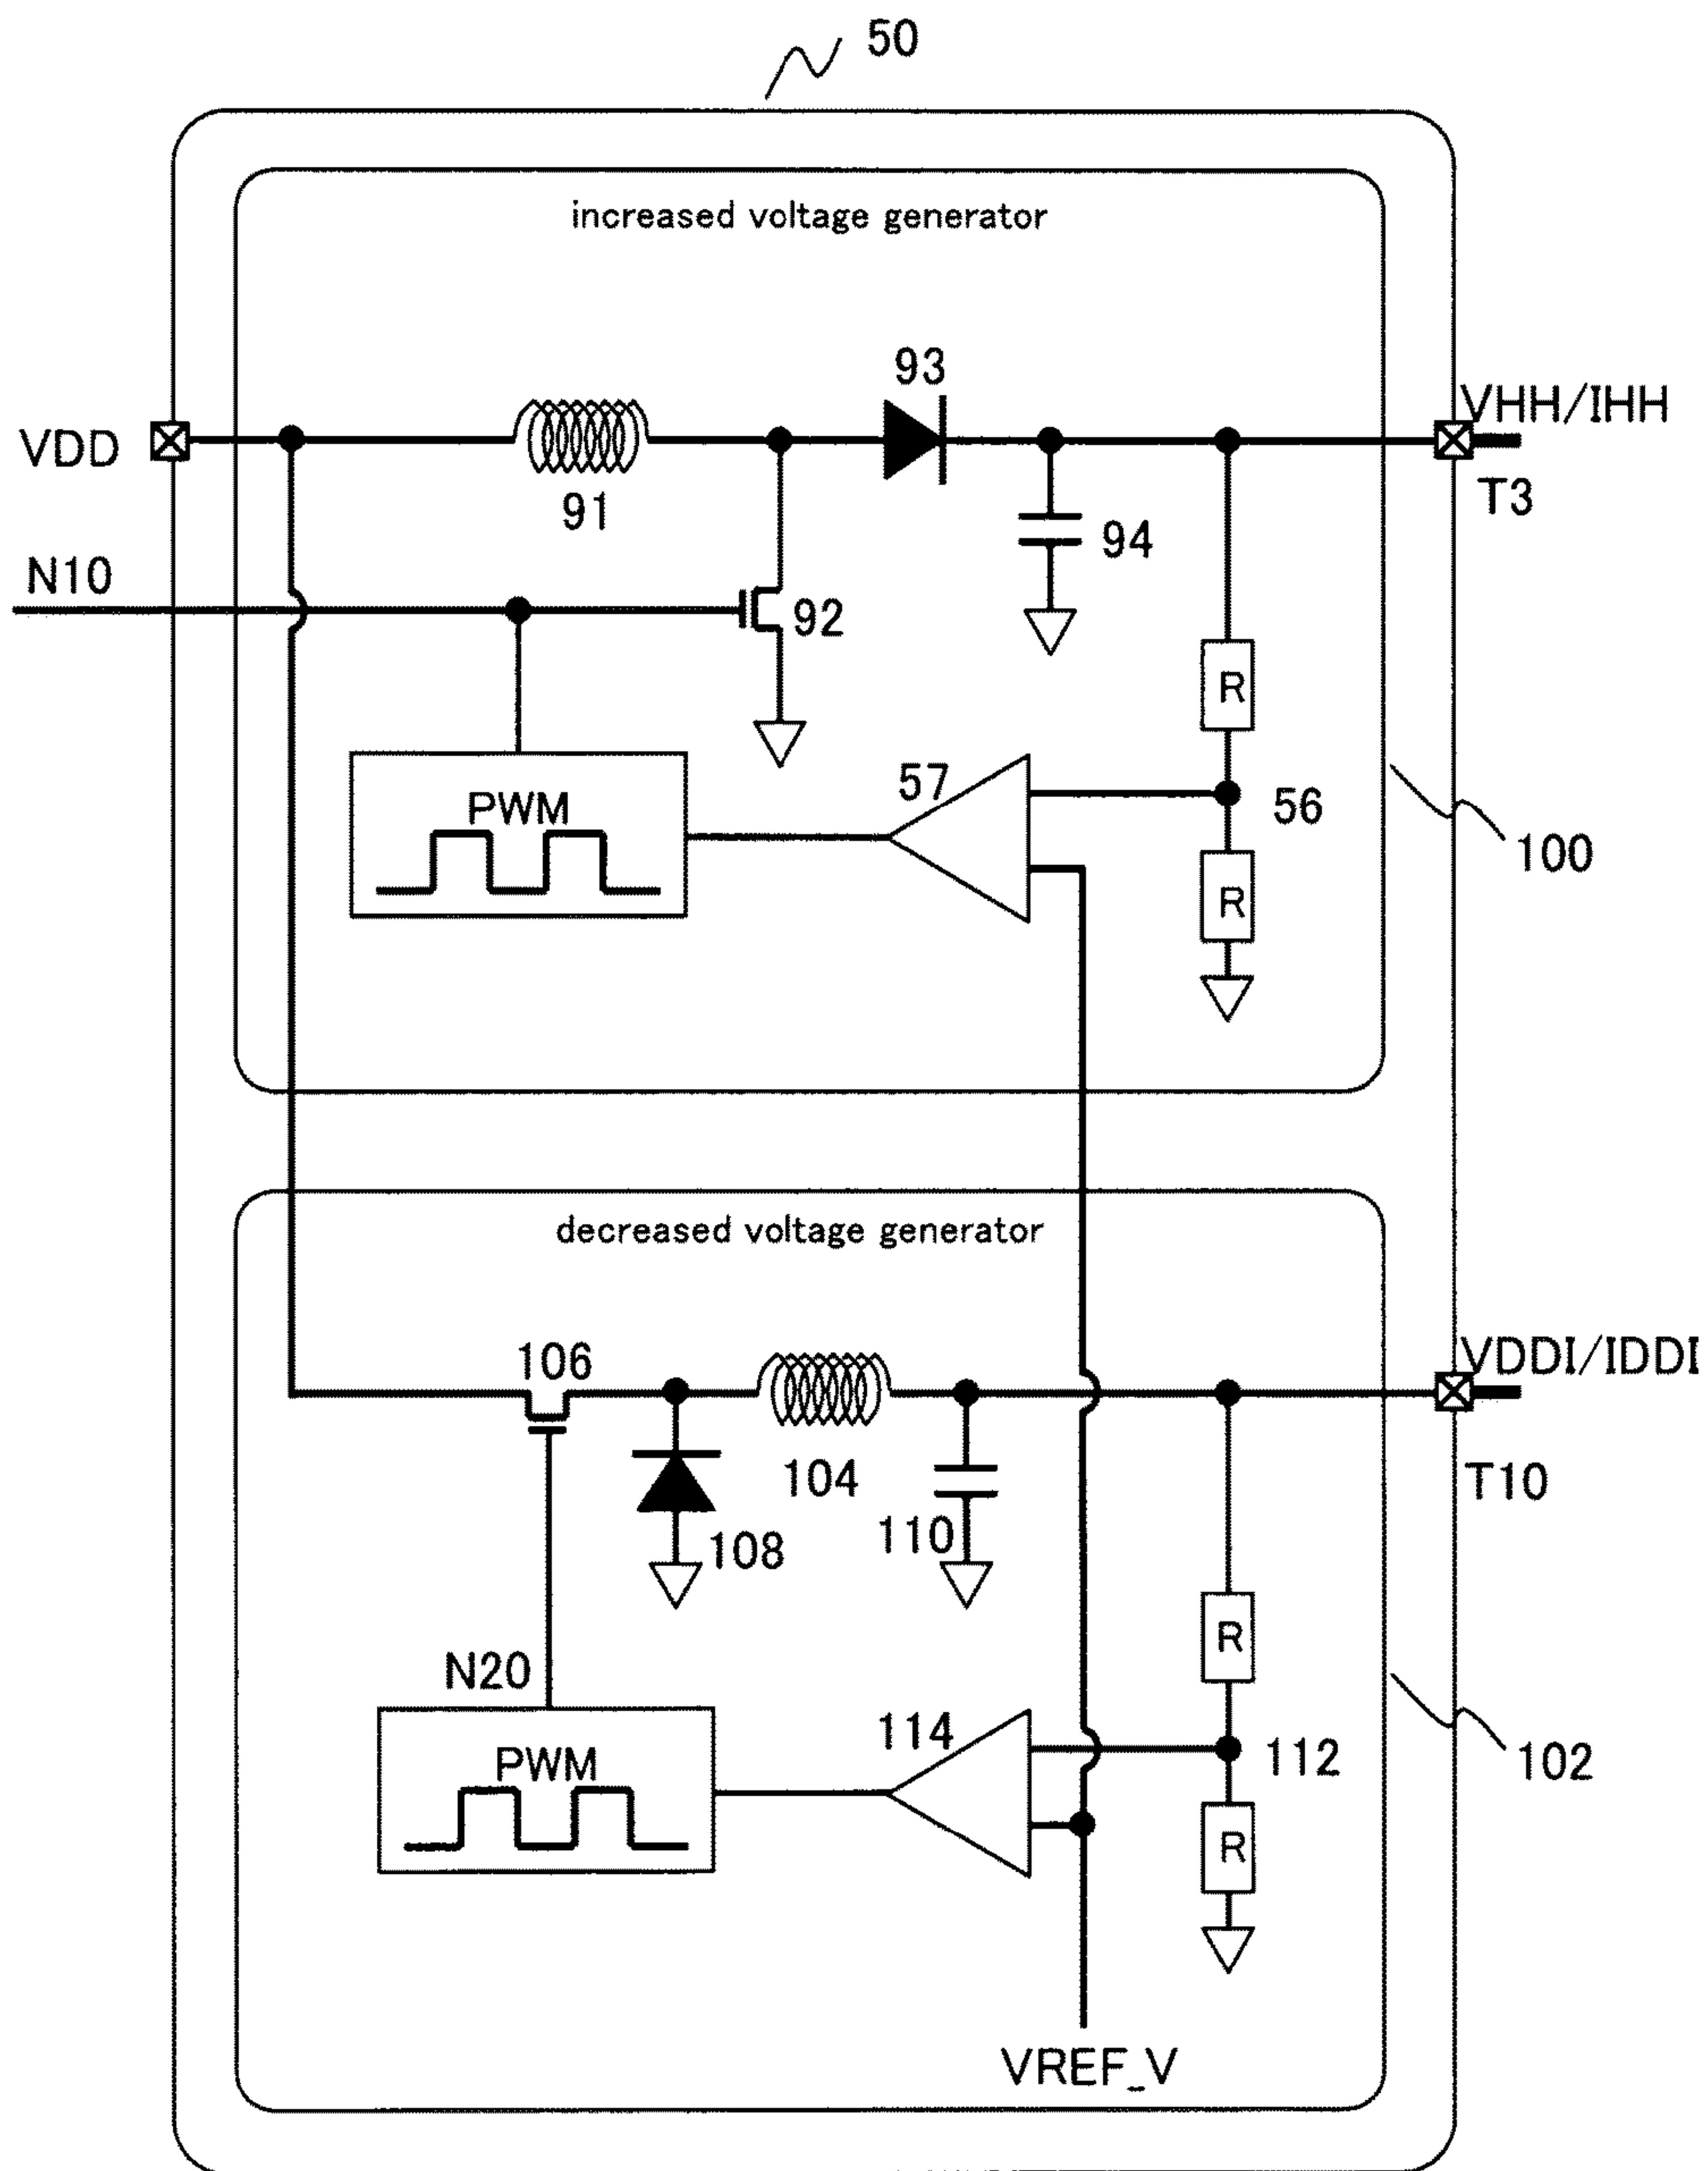 50
increased voltage generator
93
VHH/IHH
VDD
91
T3
94
N10
92
R
57
56
PWM
100
R
decreased voltage generator
106
VDDI/IDDI
104
T10
110
108
R
N20
114
112
102
PWM
R
VREF_V